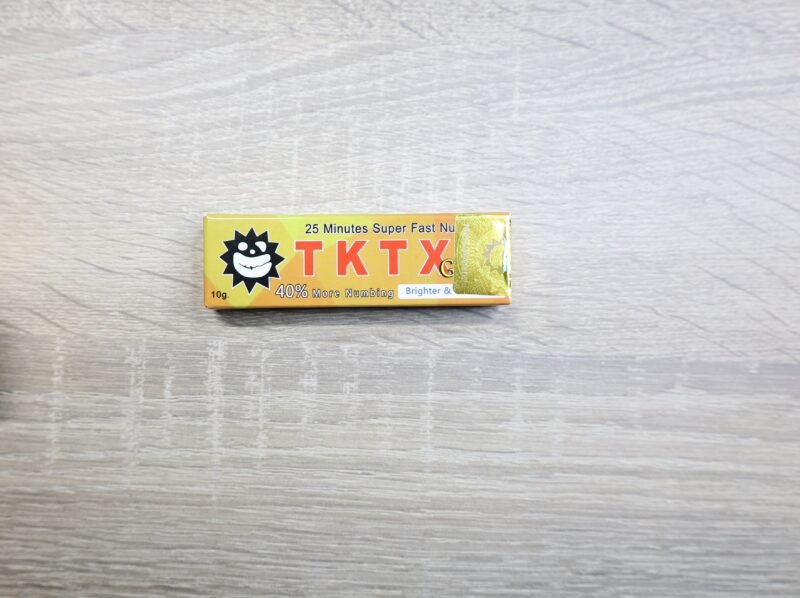 25 Minutes Super Fast Nu
TKTX
10g.
40% More Numbing
Brighter &